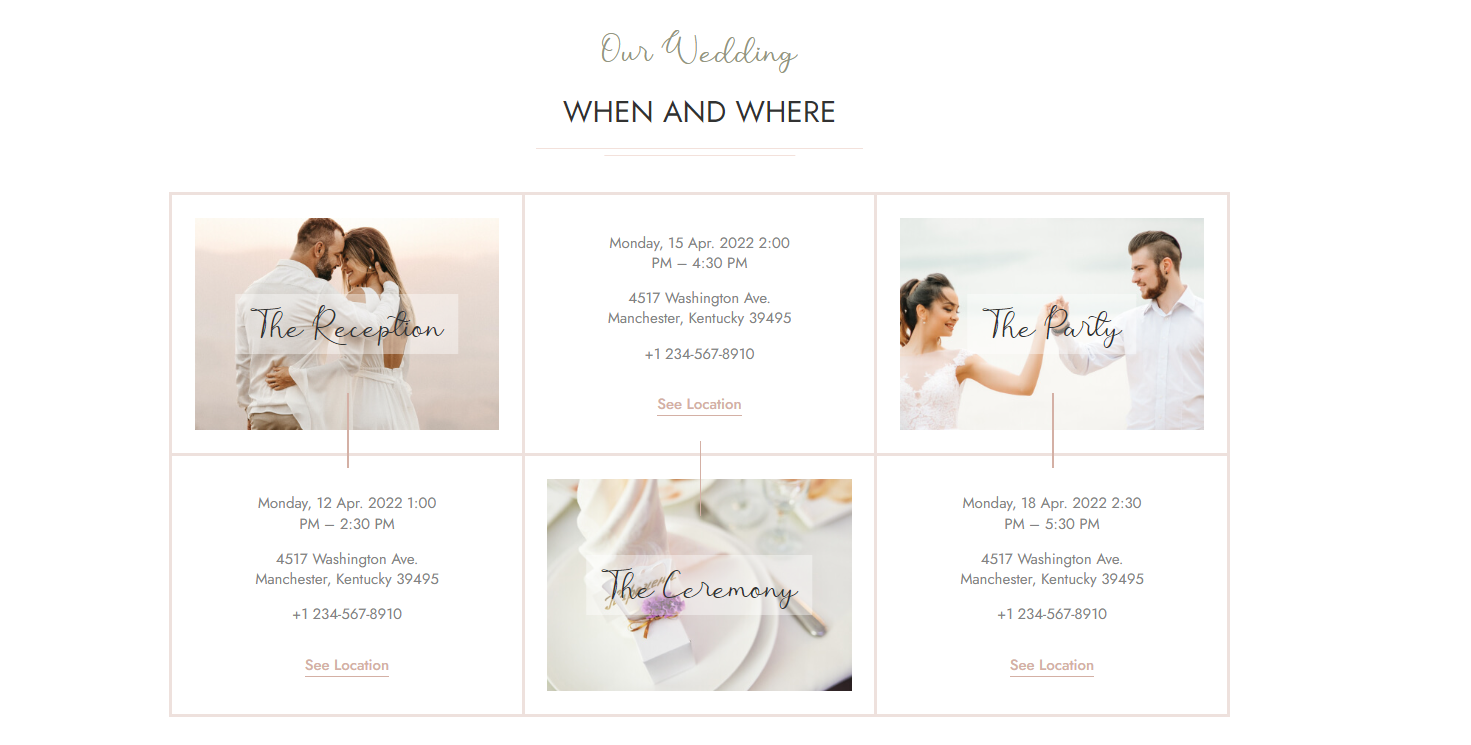 Our Wedding
WHEN AND WHERE
The Reception
Monday, 12 Apr. 2022 1:00
PM – 2:30 PM
4517 Washington Ave.
Manchester, Kentucky 39495
+1 234-567-8910
See Location
Monday, 15 Apr. 2022 2:00
PM – 4:30 PM
4517 Washington Ave.
Manchester, Kentucky 39495
+1 234-567-8910
See Location
The Ceremony
The Party
Monday, 18 Apr. 2022 2:30
PM – 5:30 PM
4517 Washington Ave.
Manchester, Kentucky 39495
+1 234-567-8910
See Location